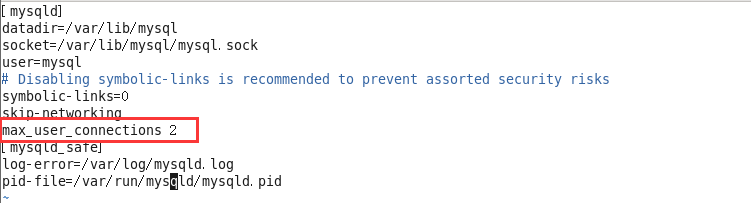 [mysqld]
datadir=/var/lib/mysql
socket=/var/lib/mysql/mysql.sock
user=mysql
# Disabling symbolic-links is recommended to prevent assorted security risks
symbolic-links=0
skip-networking
max_user_connections 2
[mysqld_safe]
log-error=/var/log/mysqld.log
pid-file=/var/run/mysqld/mysqld.pid
~